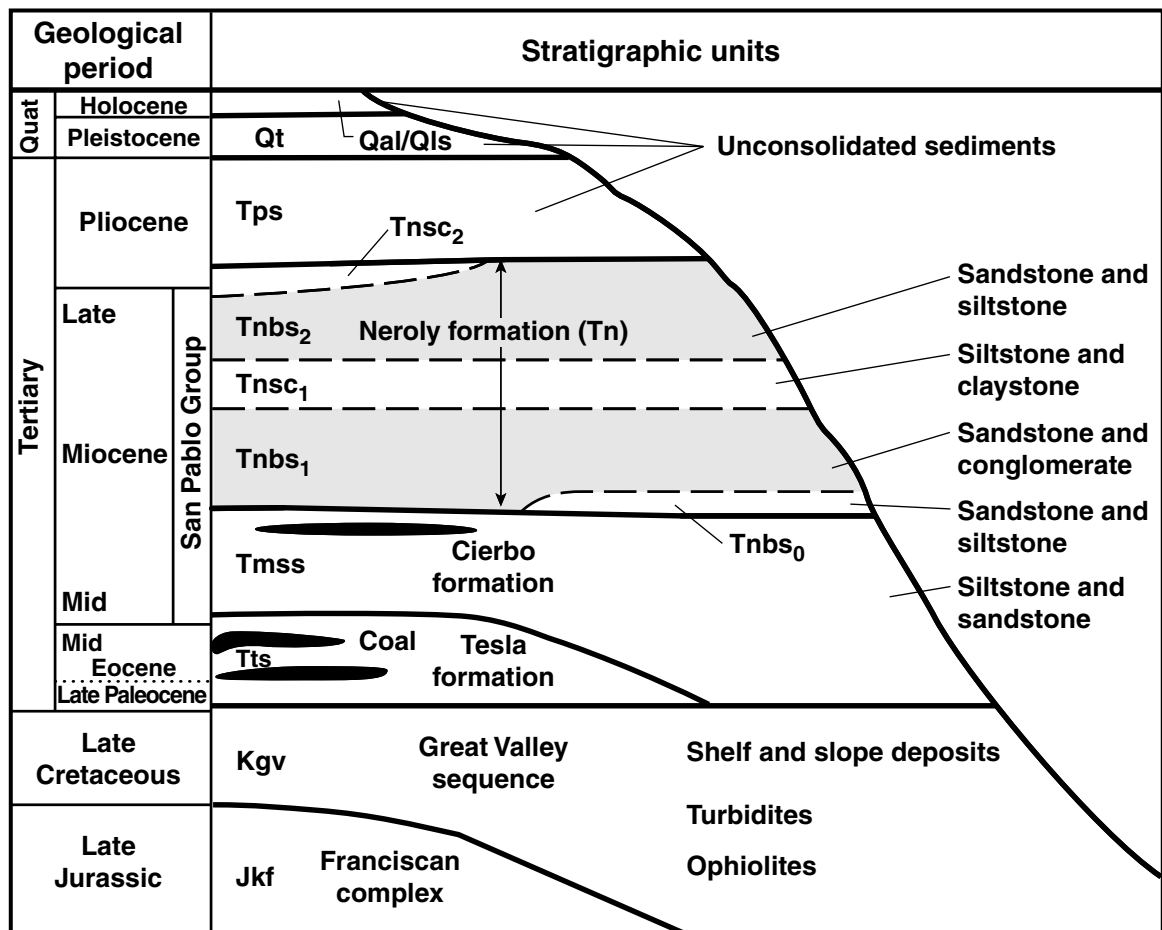 Geological
period
Stratigraphic units
Quat
Holocene
Pleistocene
Qt
Qal/Qls
Unconsolidated sediments
Tertiary
Pliocene
Tps
Tnsc2
San Pablo Group
Late
Miocene
Mid
Tnbs2
Neroly formation (Tn)
Sandstone and
siltstone
Tnsc1
Siltstone and
claystone
Tnbs1
Sandstone and
conglomerate
Tnbs0
Sandstone and
siltstone
Tmss
Cierbo
formation
Siltstone and
sandstone
Mid
Eocene
Late Paleocene
Coal
Tts
Tesla
formation
Late
Cretaceous
Kgv
Great Valley
sequence
Shelf and slope deposits
Turbidites
Ophiolites
Late
Jurassic
Jkf
Franciscan
complex